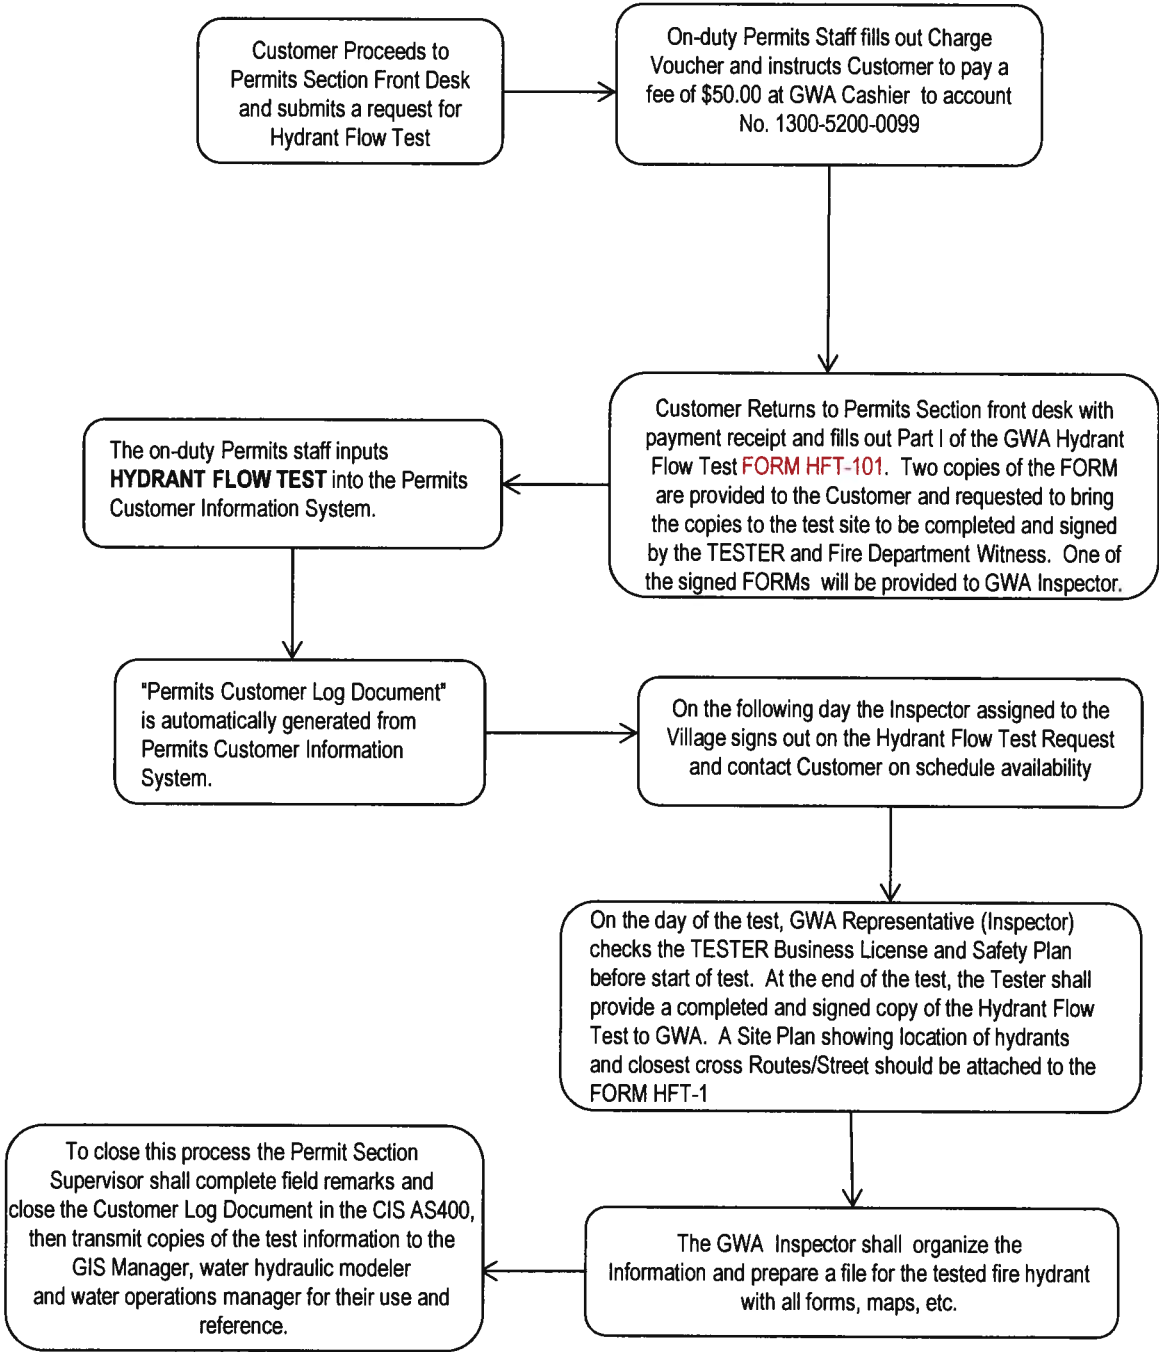 Customer Proceeds to
Permits Section Front Desk
and submits a request for
Hydrant Flow Test
On-duty Permits Staff fills out Charge
Voucher and instructs Customer to pay a
fee of $50.00 at GWA Cashier to account
No. 1300-5200-0099
Customer Returns to Permits Section front desk with
payment receipt and fills out Part I of the GWA Hydrant
Flow Test FORM HFT-101. Two copies of the FORM
are provided to the Customer and requested to bring
the copies to the test site to be completed and signed
by the TESTER and Fire Department Witness. One of
the signed FORMs will be provided to GWA Inspector.
The on-duty Permits staff inputs
HYDRANT FLOW TEST into the Permits
Customer Information System.
"Permits Customer Log Document"
is automatically generated from
Permits Customer Information
System.
On the following day the Inspector assigned to the
Village signs out on the Hydrant Flow Test Request
and contact Customer on schedule availability
On the day of the test, GWA Representative (Inspector)
checks the TESTER Business License and Safety Plan
before start of test. At the end of the test, the Tester shall
provide a completed and signed copy of the Hydrant Flow
Test to GWA. A Site Plan showing location of hydrants
and closest cross Routes/Street should be attached to the
FORM HFT-1
The GWA Inspector shall organize the
Information and prepare a file for the tested fire hydrant
with all forms, maps, etc.
To close this process the Permit Section
Supervisor shall complete field remarks and
close the Customer Log Document in the CIS AS400,
then transmit copies of the test information to the
GIS Manager, water hydraulic modeler
and water operations manager for their use and
reference.